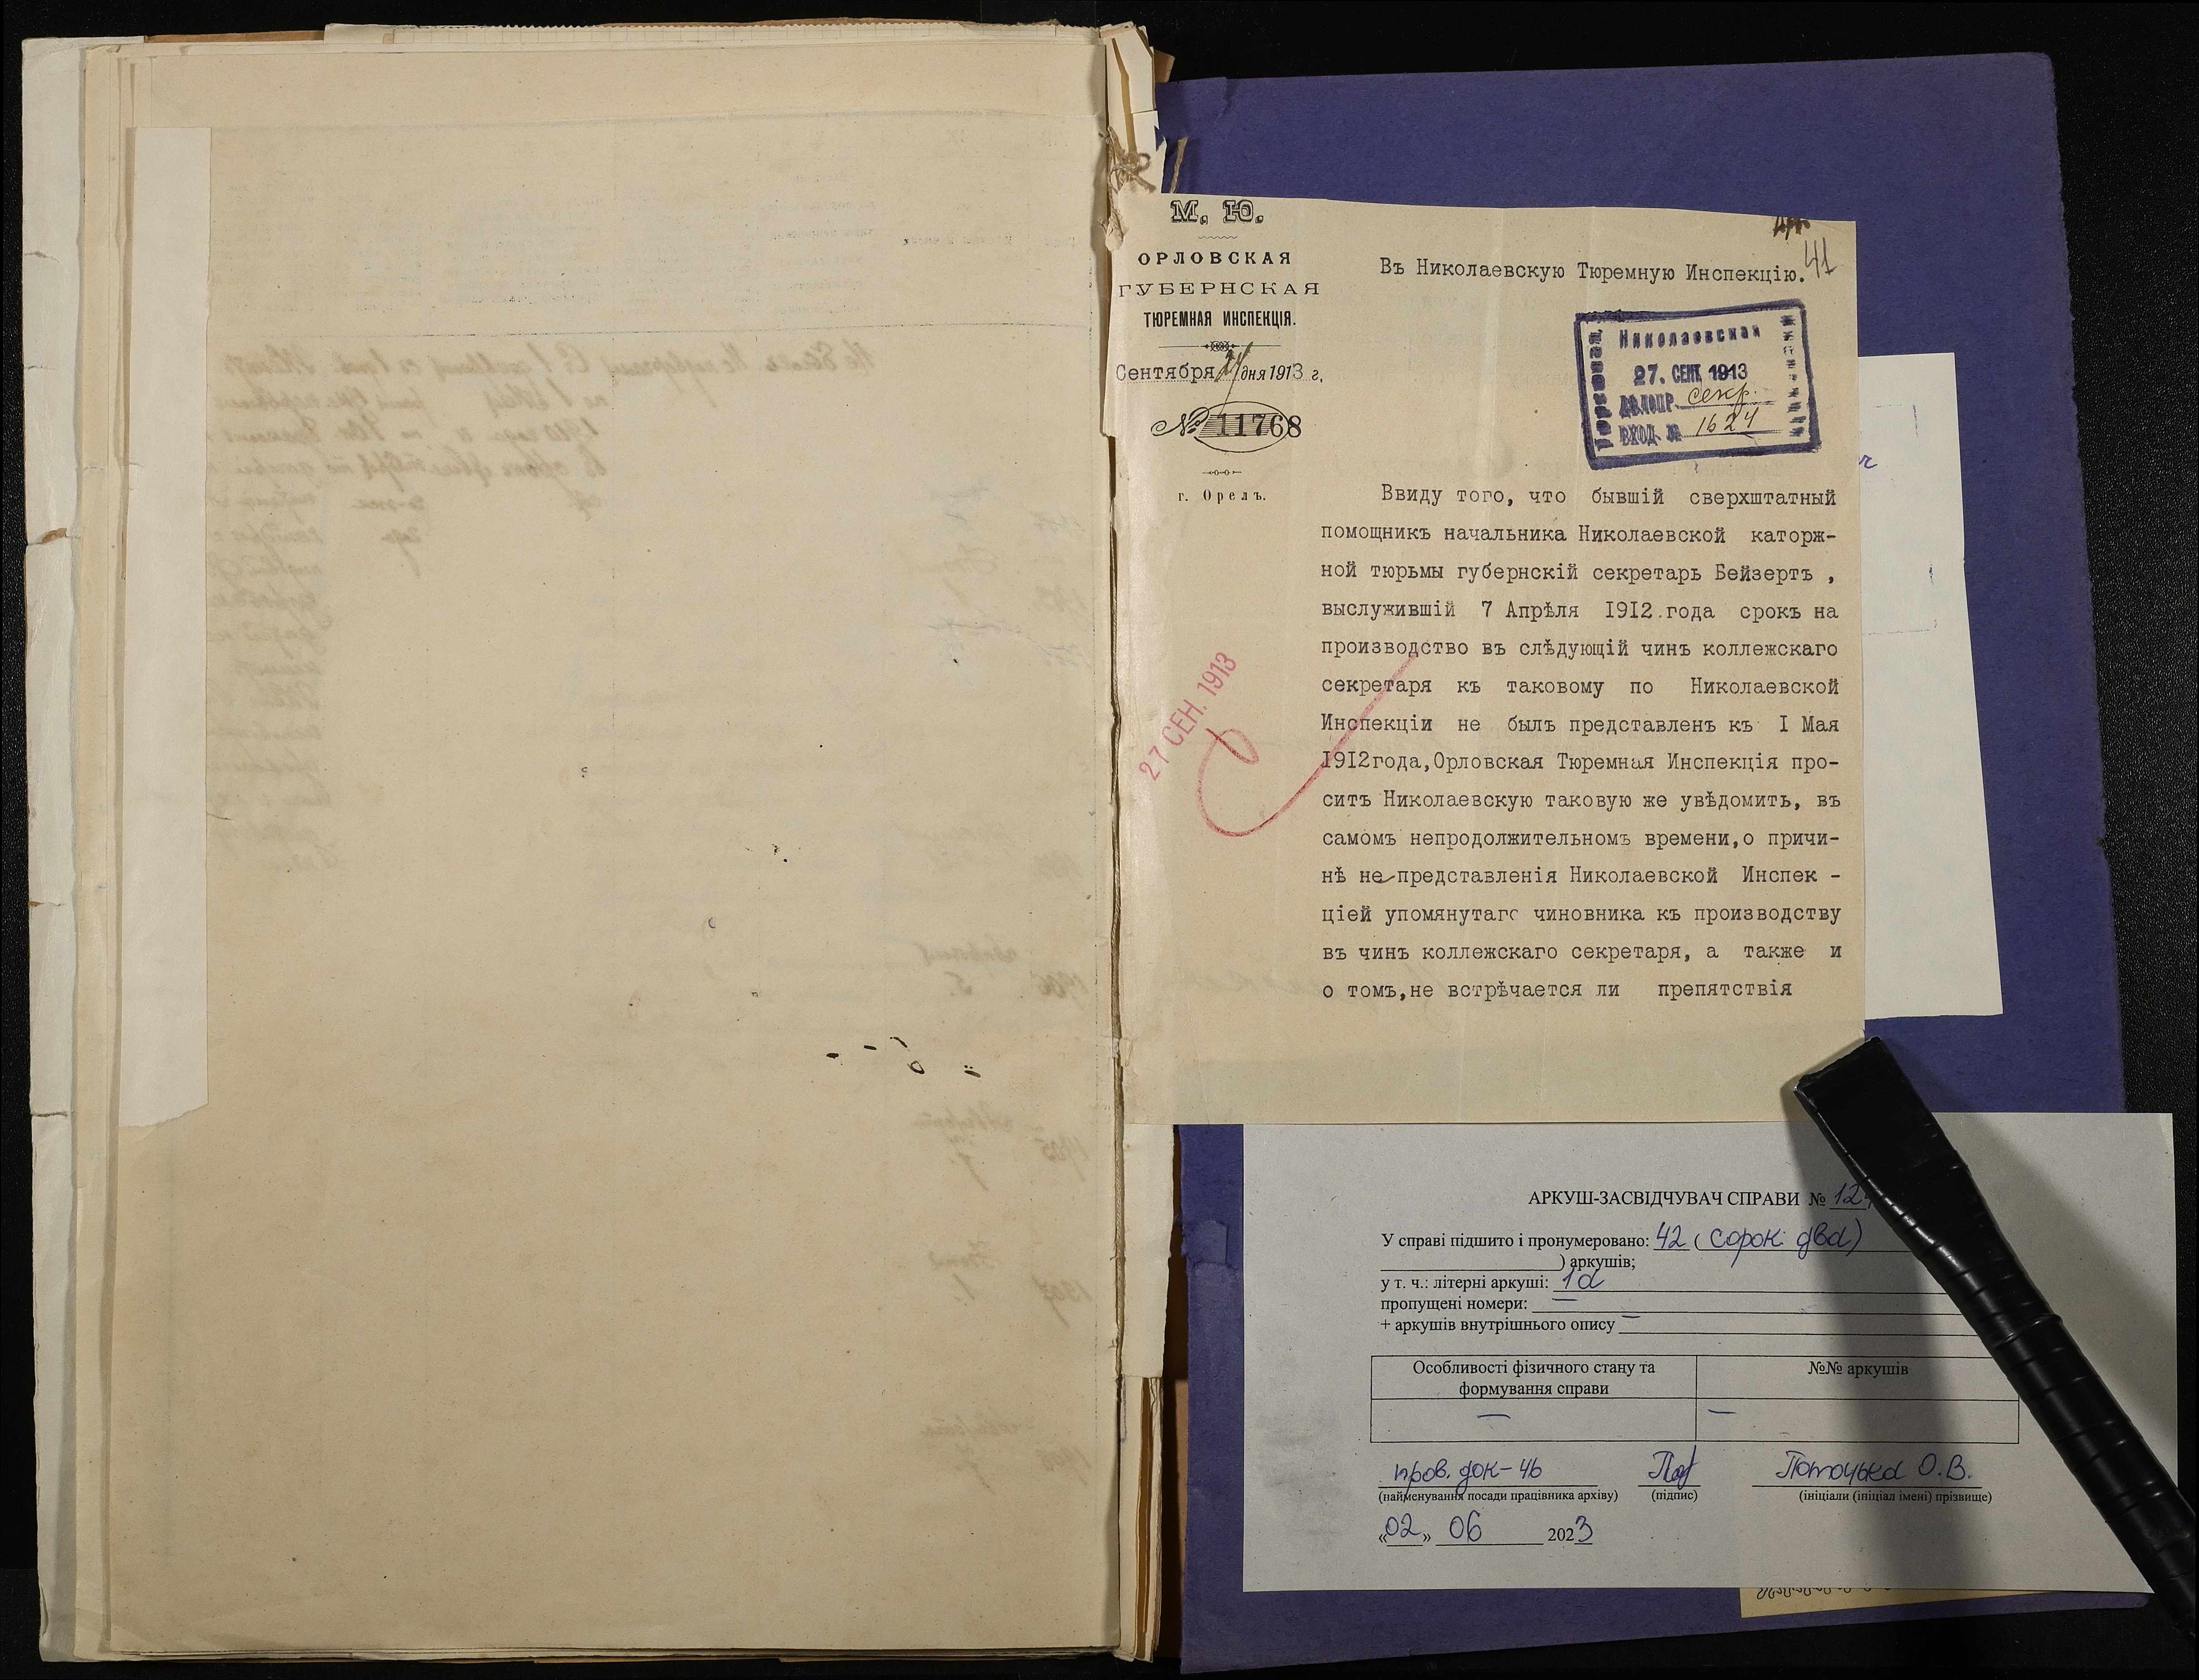 М. Ю.
ОРЛОВСКАЯ
ГУБЕРНСКАЯ
ТЮРЕМНАЯ ИНСПЕКЦІЯ.
Сентября 24 дня 1913 г.
№ 11768
г. Орелъ.
41
Въ Николаевскую Тюремную Инспекцію.
Николаевская
Тюремная
Инспекція
27. СЕНТ 1913
ДѢЛОПР. секр.
ВХОД. № 1624
27 СЕН. 1913
Ввиду того, что бывшій сверхштатный
помощникъ начальника Николаевской каторж-
ной тюрьмы губернскій секретарь Бейзертъ ,
выслужившій 7 Апрѣля I9I2.года срокъ на
производство въ слѣдующій чинъ коллежскаго
секретаря къ таковому по Николаевской
Инспекціи не былъ представленъ къ I Мая
I9I2года,Орловская Тюремная Инспекція про-
ситъ Николаевскую таковую же увѣдомить, въ
самомъ непродолжительномъ времени,о причи-
нѣ не представленія Николаевской Инспек -
ціей упомянутаго чиновника къ производству
въ чинъ коллежскаго секретаря, а также и
о томъ,не встрѣчается ли препятствія
АРКУШ-ЗАСВІДЧУВАЧ СПРАВИ № 12
У справі підшито і пронумеровано: 42 (сорок два)
) аркушів;
у т. ч.: літерні аркуші: 1а
пропущені номери: —
+ аркушів внутрішнього опису —
Особливості фізичного стану та
формування справи
№№ аркушів
— —
пров. док-ч Потоцька О.В.
(найменування посади працівника архіву) (підпис) (ініціали (ініціал імені) прізвище)
«02» 06 2023